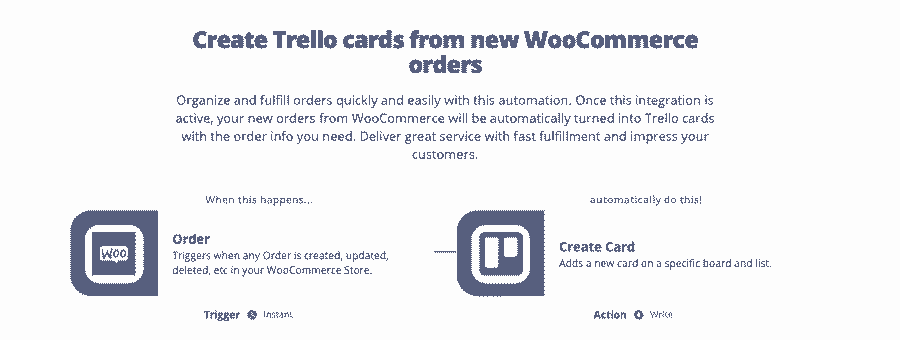 Create Trello cards from new WooCommerce
orders
Organize and fulfill orders quickly and easily with this automation. Once this integration is
active, your new orders from WooCommerce will be automatically turned into Trello cards
with the order info you need. Deliver great service with fast fulfillment and impress your
customers.
When this happens...
automatically do this!
Woo
Order
Triggers when any Order is created, updated,
deleted, etc in your WooCommerce Store.
Create Card
Adds a new card on a specific board and list.
Trigger Instant
Action Write